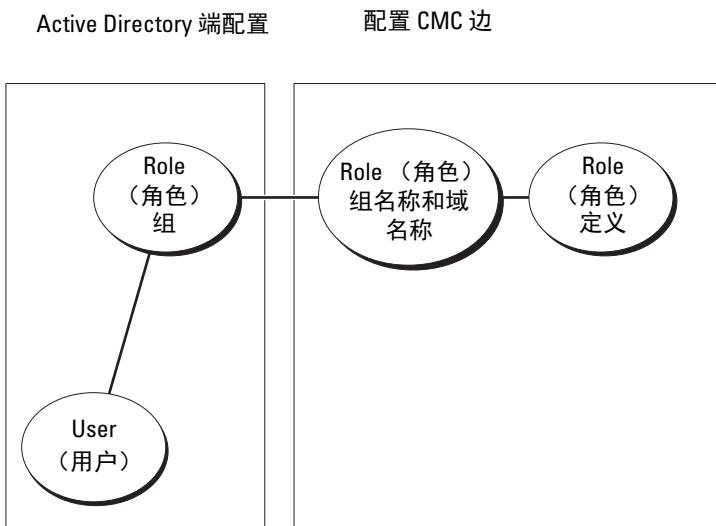 Active Directory 端配置
配置 CMC 边
Role
（角色）
组
Role （角色）
组名称和域
名称
Role
（角色）
定义
User
（用户）